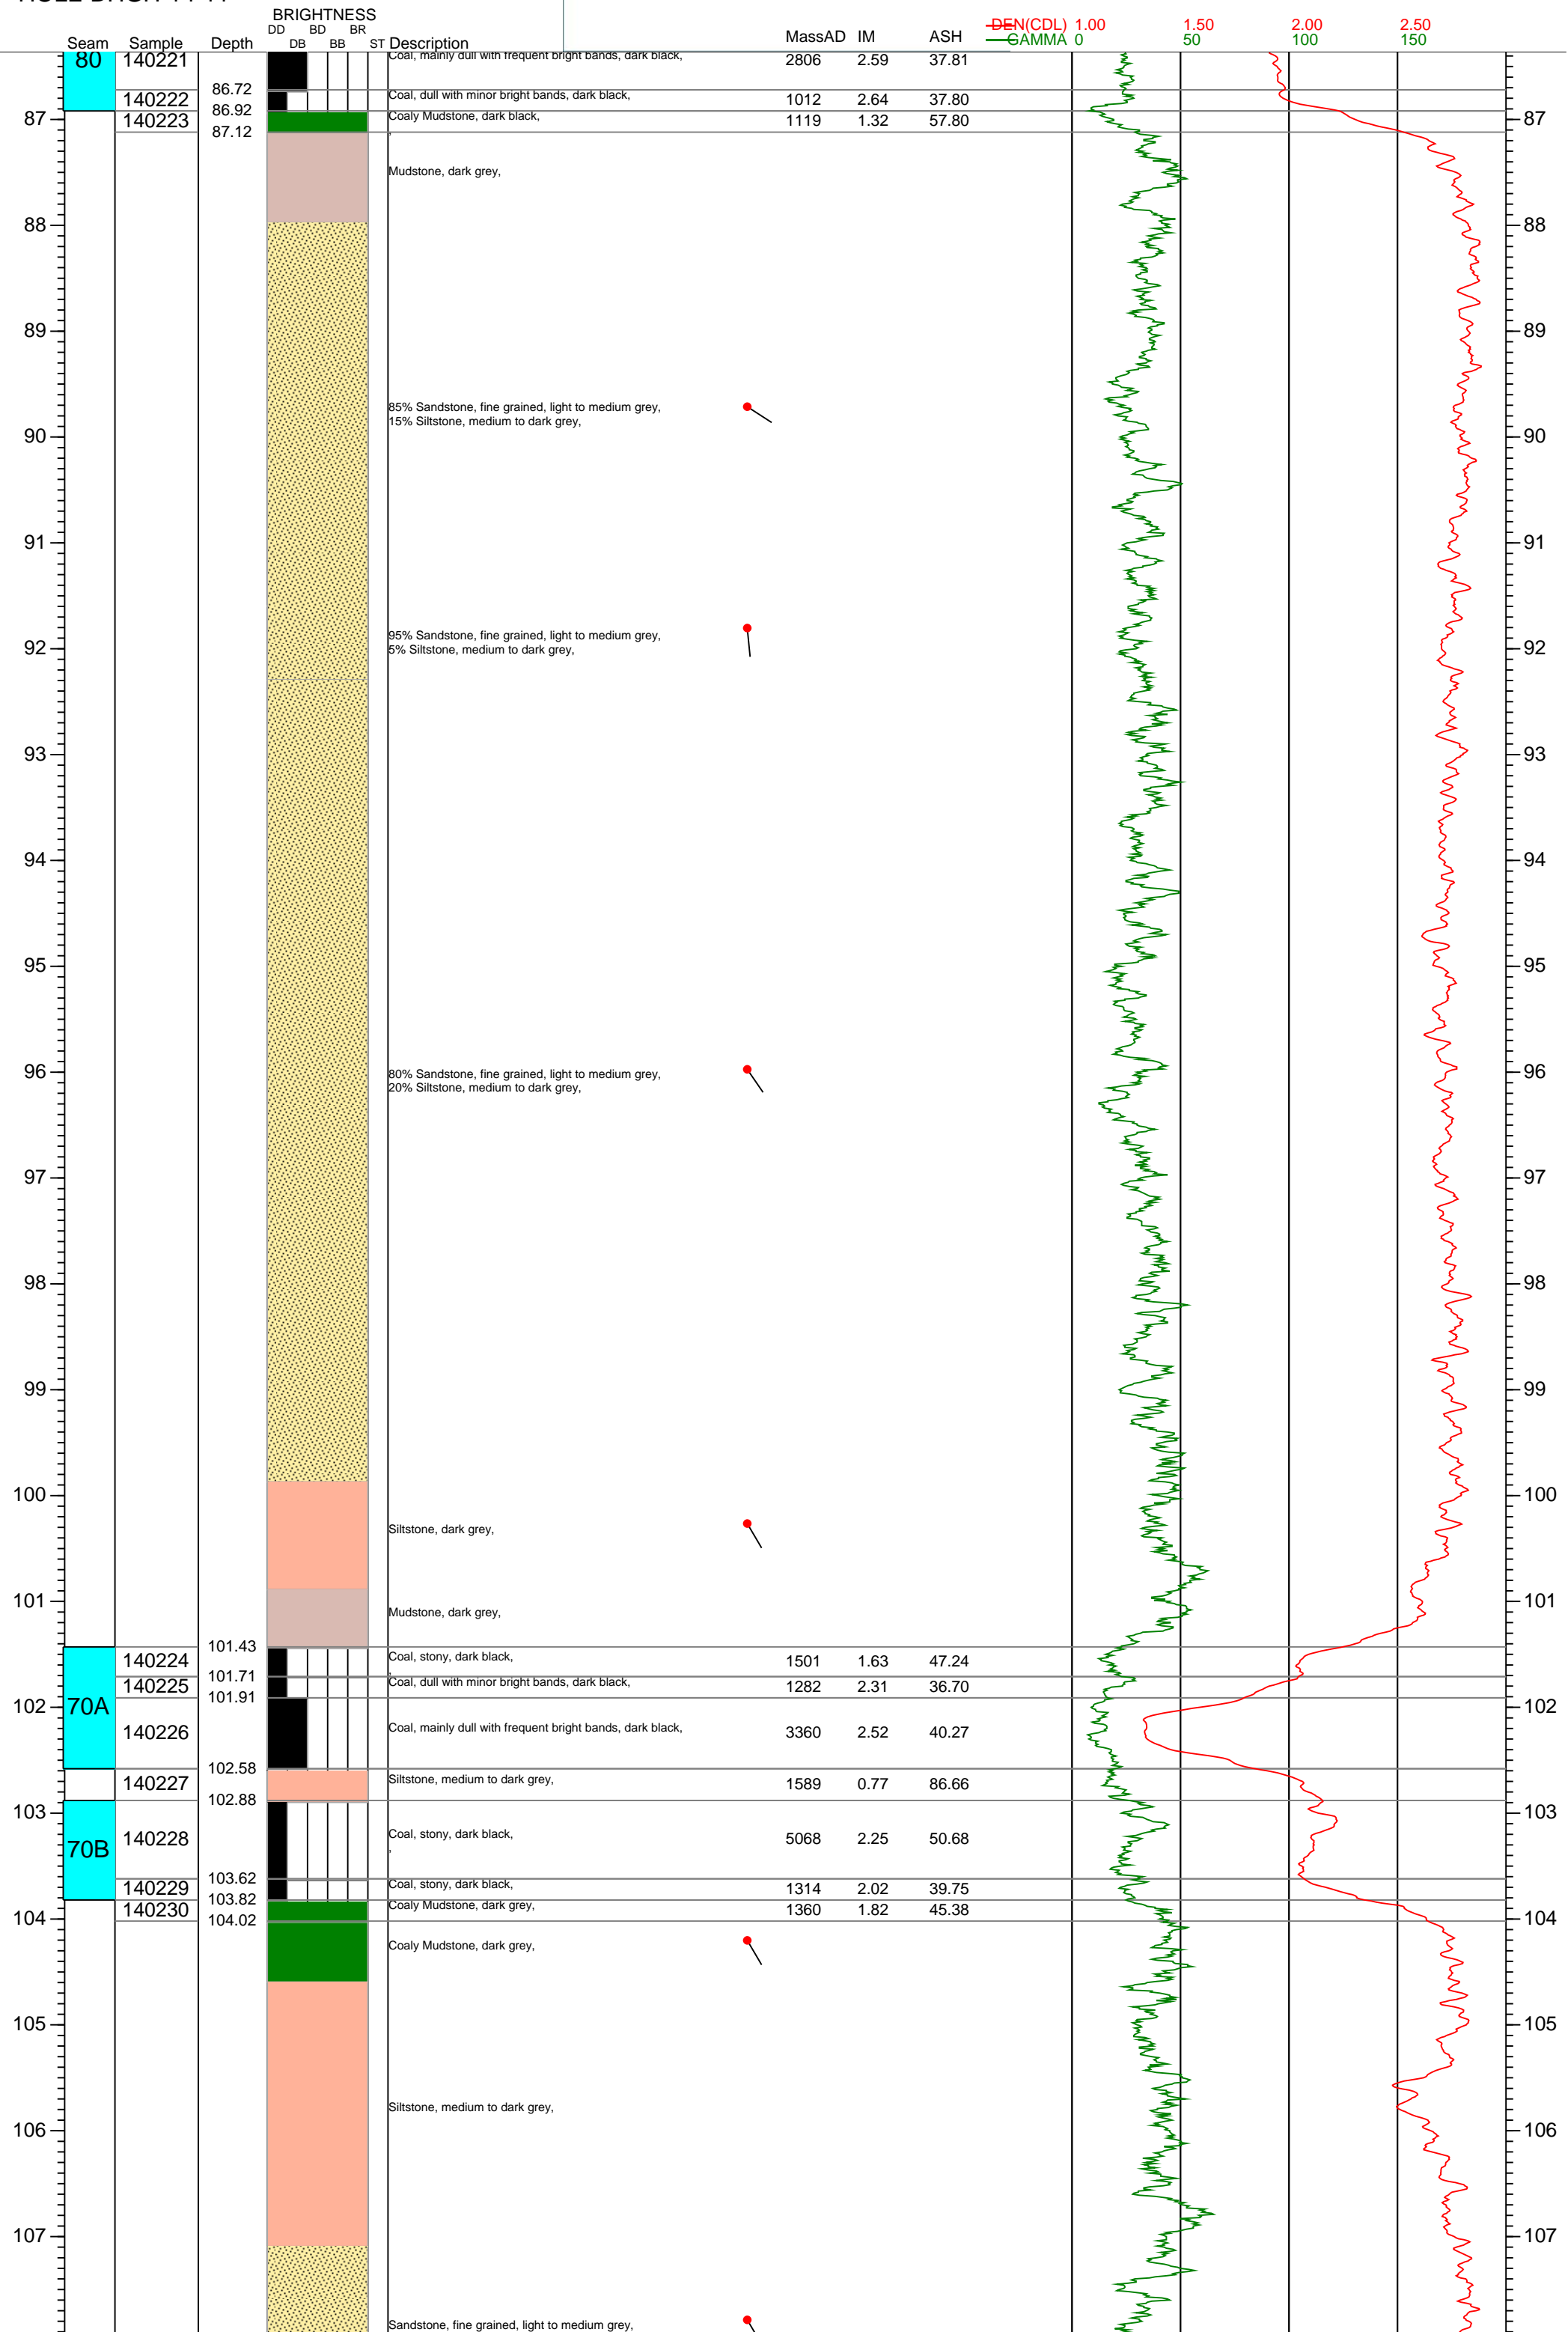 BRIGHTNESS
DD BD BR
DB BB ST
Seam Sample Depth Description MassAD IM ASH
DEN(CDL) 1.00 1.50 2.00 2.50
GAMMA 0 50 100 150
80 140221 Coal, mainly dull with frequent bright bands, dark black, 2806 2.59 37.81
86.72
140222 Coal, dull with minor bright bands, dark black, 1012 2.64 37.80
86.92
87 140223 Coaly Mudstone, dark black, 1119 1.32 57.80 87
87.12
Mudstone, dark grey,
88 88
89 89
85% Sandstone, fine grained, light to medium grey,
15% Siltstone, medium to dark grey,
90 90
91 91
95% Sandstone, fine grained, light to medium grey,
92 5% Siltstone, medium to dark grey, 92
93 93
94 94
95 95
96 80% Sandstone, fine grained, light to medium grey, 96
20% Siltstone, medium to dark grey,
97 97
98 98
99 99
100 100
Siltstone, dark grey,
101 Mudstone, dark grey, 101
101.43
140224 Coal, stony, dark black, 1501 1.63 47.24
101.71
140225 Coal, dull with minor bright bands, dark black, 1282 2.31 36.70
101.91
102 70A 102
140226 Coal, mainly dull with frequent bright bands, dark black, 3360 2.52 40.27
102.58
140227 Siltstone, medium to dark grey, 1589 0.77 86.66
102.88
103 103
70B 140228 Coal, stony, dark black, 5068 2.25 50.68
,
103.62
140229 Coal, stony, dark black, 1314 2.02 39.75
103.82
140230 Coaly Mudstone, dark grey, 1360 1.82 45.38
104 104.02 104
Coaly Mudstone, dark grey,
105 105
Siltstone, medium to dark grey,
106 106
107 107
Sandstone, fine grained, light to medium grey,